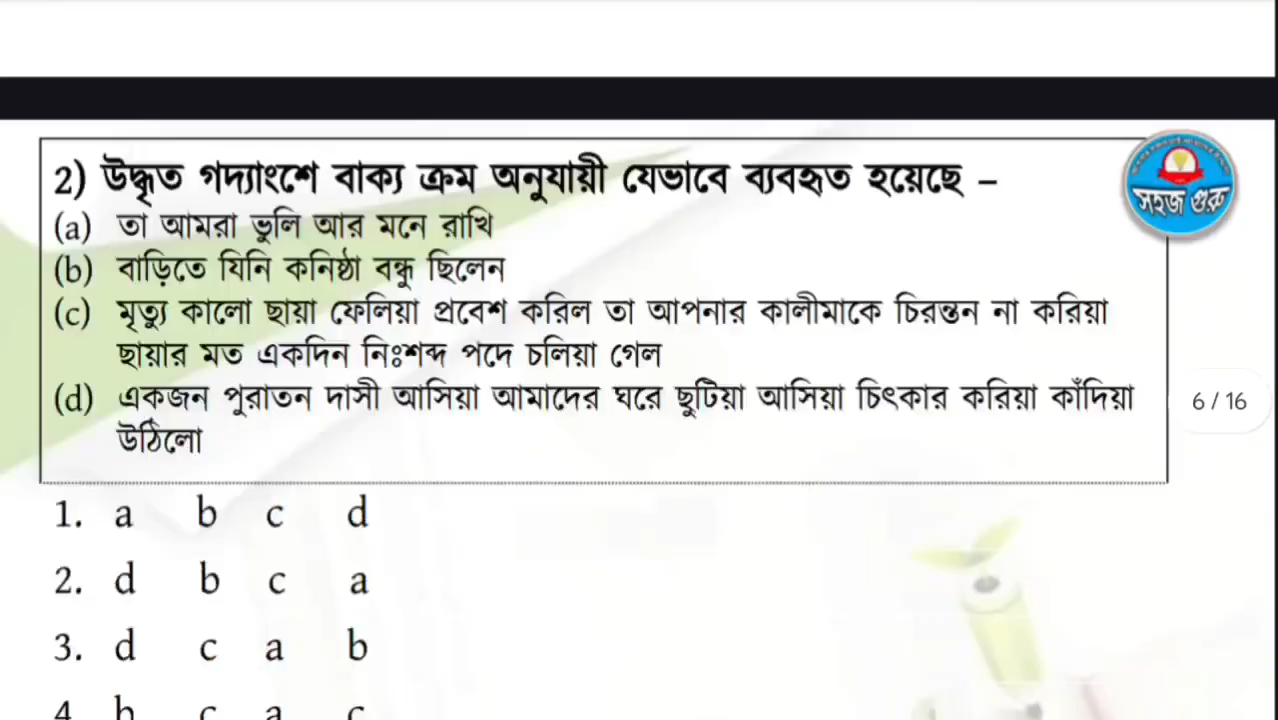 2) উদ্ধৃত গদ্যাংশে বাক্য ক্রম অনুযায়ী যেভাবে ব্যবহৃত হয়েছে –
(a) তা আমরা ভুলি আর মনে রাখি
(b) বাড়িতে যিনি কনিষ্ঠা বন্ধু ছিলেন
(c) মৃত্যু কালো ছায়া ফেলিয়া প্রবেশ করিল তা আপনার কালীমাকে চিরন্তন না করিয়া
ছায়ার মত একদিন নিঃশব্দ পদে চলিয়া গেল
(d) একজন পুরাতন দাসী আসিয়া আমাদের ঘরে ছুটিয়া আসিয়া চিৎকার করিয়া কাঁদিয়া
উঠিলো
সহজ গুরু
6 / 16
1. a b c d
2. d b c a
3. d c a b
4 b c a c